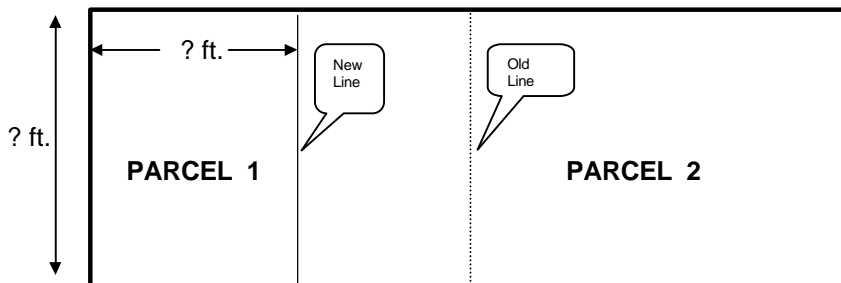 ? ft.
New
Line
Old
Line
? ft.
PARCEL 1
PARCEL 2